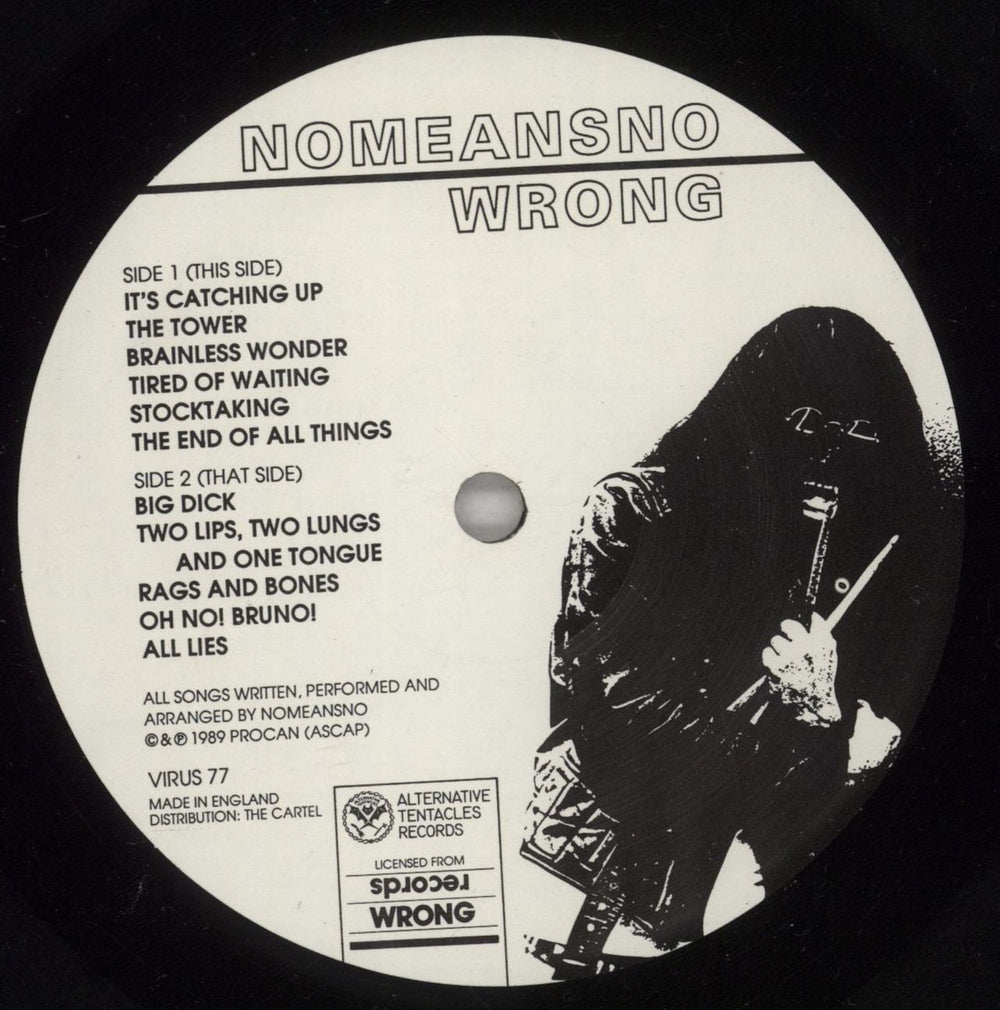 NOMEANSNO
WRONG
SIDE 1 (THIS SIDE)
IT'S CATCHING UP
THE TOWER
BRAINLESS WONDER
TIRED OF WAITING
STOCKTAKING
THE END OF ALL THINGS
SIDE 2 (THAT SIDE)
BIG DICK
TWO LIPS, TWO LUNGS
AND ONE TONGUE
RAGS AND BONES
OH NO! BRUNO!
ALL LIES
ALL SONGS WRITTEN, PERFORMED AND
ARRANGED BY NOMEANSNO
©&℗ 1989 PROCAN (ASCAP)
VIRUS 77
MADE IN ENGLAND
DISTRIBUTION: THE CARTEL
ALTERNATIVE
TENTACLES
RECORDS
LICENSED FROM
records
WRONG